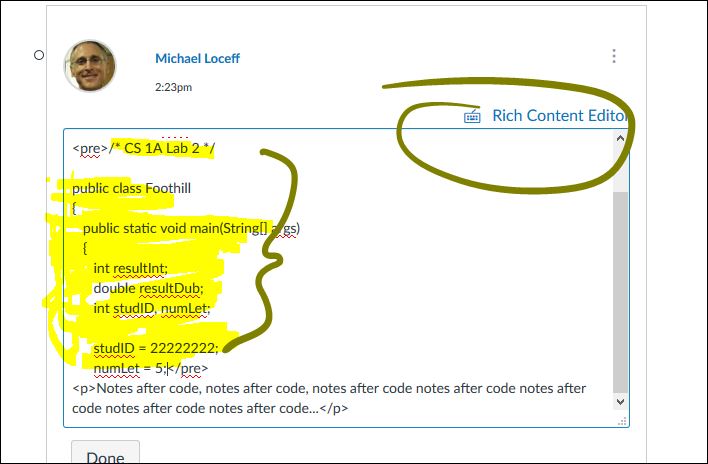 Michael Loceff
2:23pm
Rich Content Editor
<pre>/* CS 1A Lab 2 */
public class Foothill
{
public static void main(String[] args)
{
int resultInt;
double resultDub;
int studID, numLet;
studID = 22222222;
numLet = 5;</pre>
<p>Notes after code, notes after code, notes after code notes after code notes after
code notes after code notes after code...</p>
Done